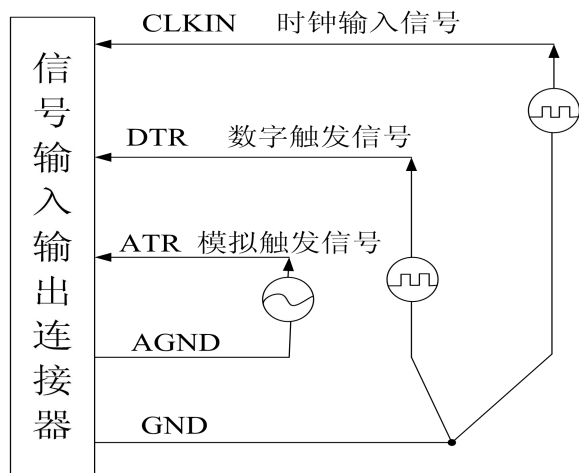 信号输入输出连接器
CLKIN 时钟输入信号
DTR 数字触发信号
ATR 模拟触发信号
AGND
GND